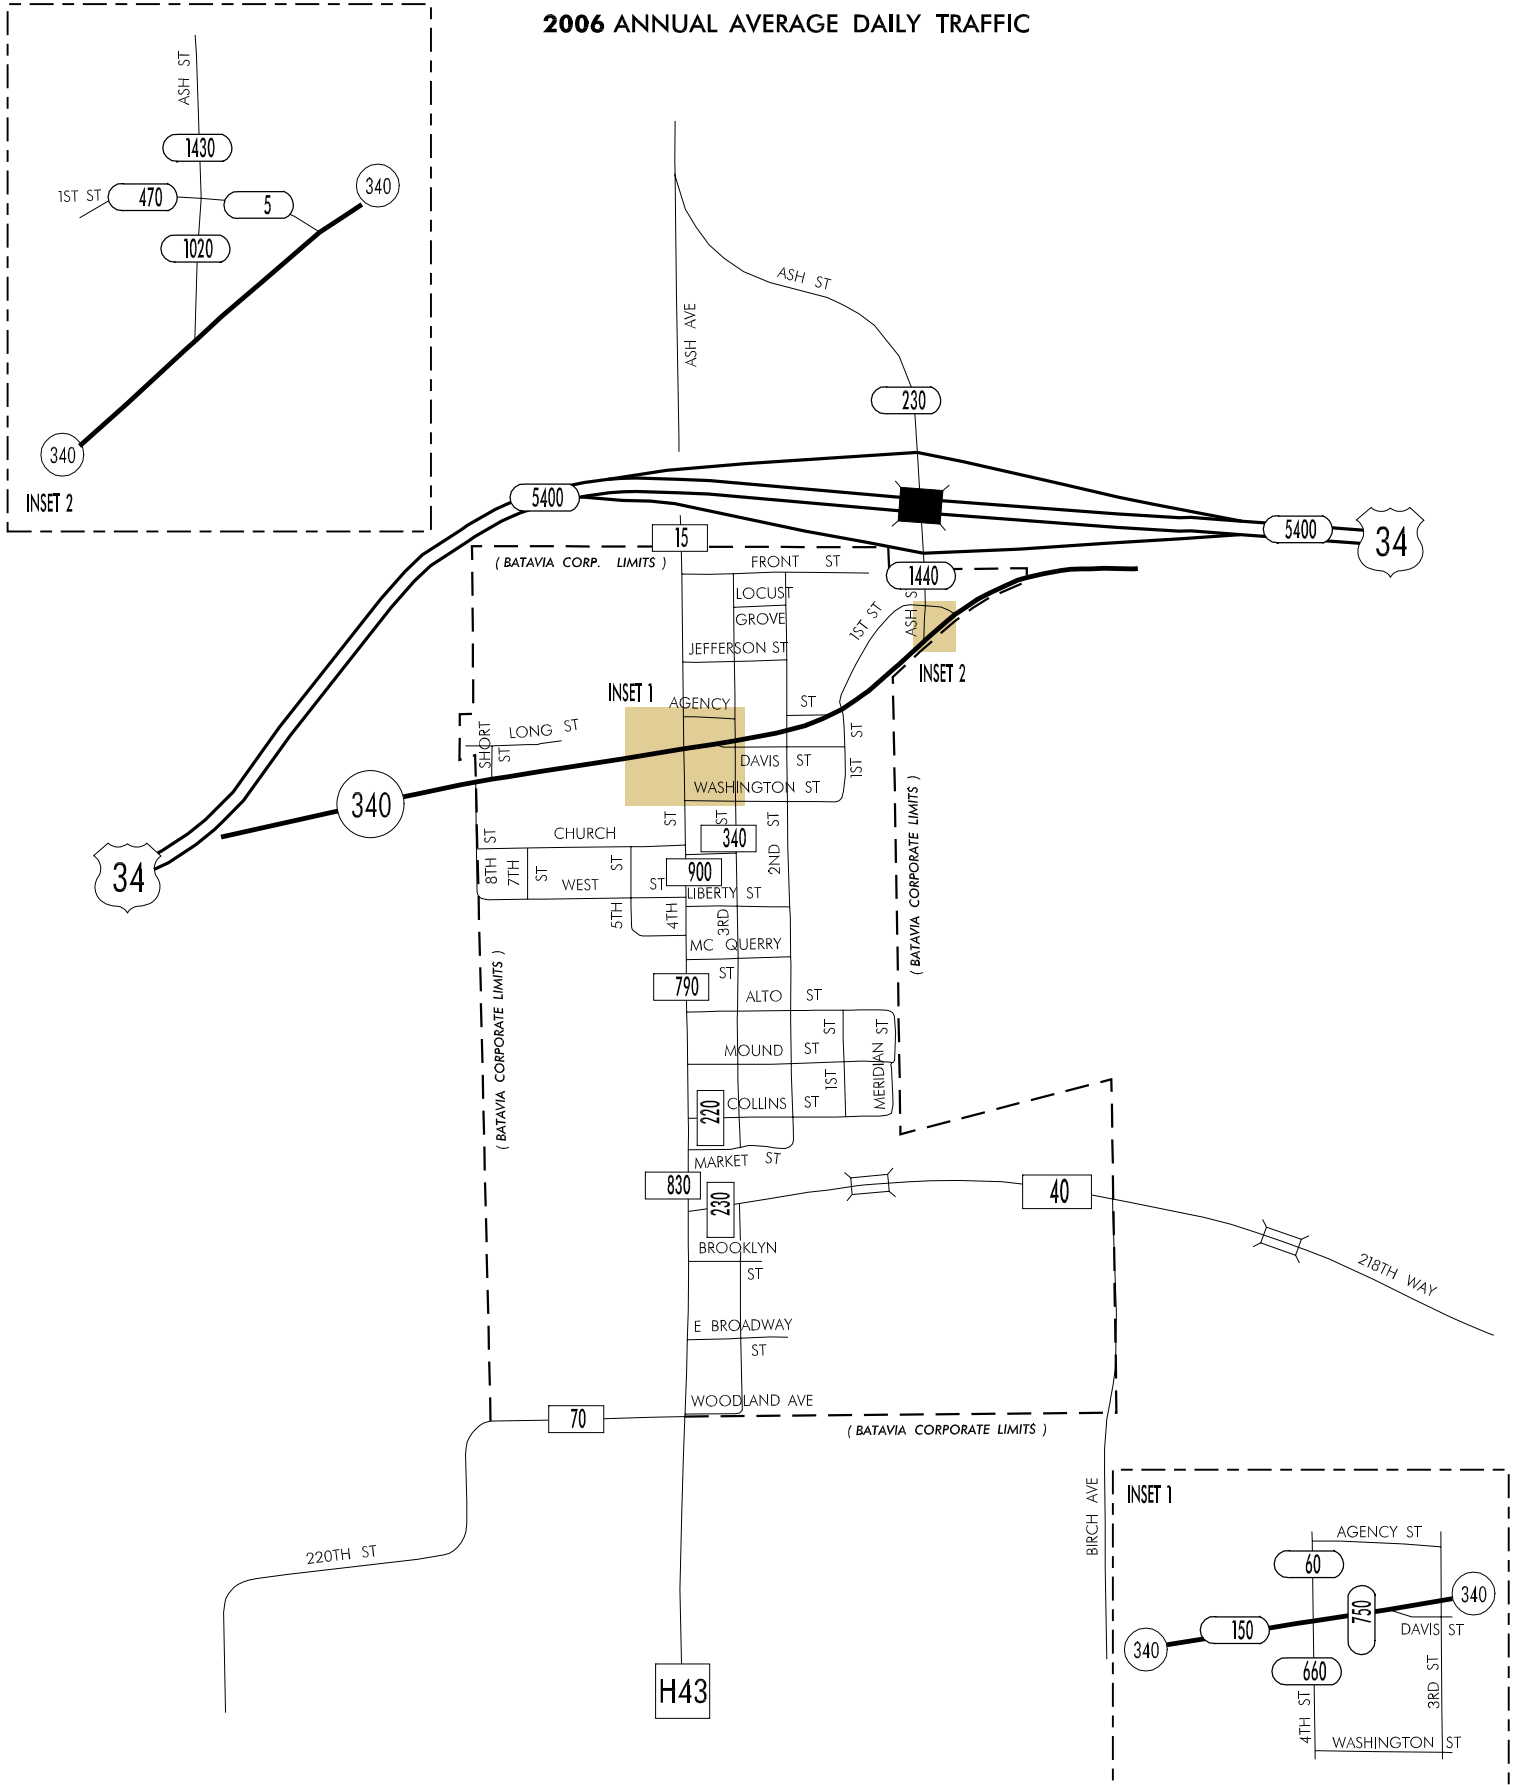 2006 ANNUAL AVERAGE DAILY TRAFFIC
ASH ST
1430
1ST ST
470
5
340
1020
340
INSET 2
ASH ST
ASH AVE
230
5400
5400
34
15
( BATAVIA CORP. LIMITS )
FRONT ST
1440
LOCUST
GROVE
ASH S
1ST ST
JEFFERSON ST
INSET 2
INSET 1
AGENCY ST
SHORT ST
LONG ST
1ST ST
DAVIS ST
WASHINGTON ST
340
34
( BATAVIA CORPORATE LIMITS )
8TH ST
CHURCH
ST
ST
340
2ND ST
7TH ST
5TH ST
900
WEST ST
LIBERTY ST
4TH
3RD
MC QUERRY
ST
790
ALTO ST
( BATAVIA CORPORATE LIMITS )
MOUND ST
1ST ST
MERIDIAN ST
220
COLLINS ST
MARKET ST
830
230
40
BROOKLYN
ST
218TH WAY
E BROADWAY
ST
WOODLAND AVE
70
( BATAVIA CORPORATE LIMITS )
BIRCH AVE
220TH ST
H43
INSET 1
AGENCY ST
60
340
750
150
DAVIS ST
340
660
4TH ST
3RD ST
WASHINGTON ST